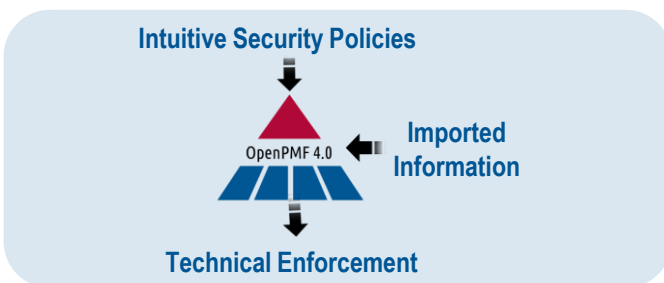 Intuitive Security Policies
OpenPMF 4.0
Imported
Information
Technical Enforcement